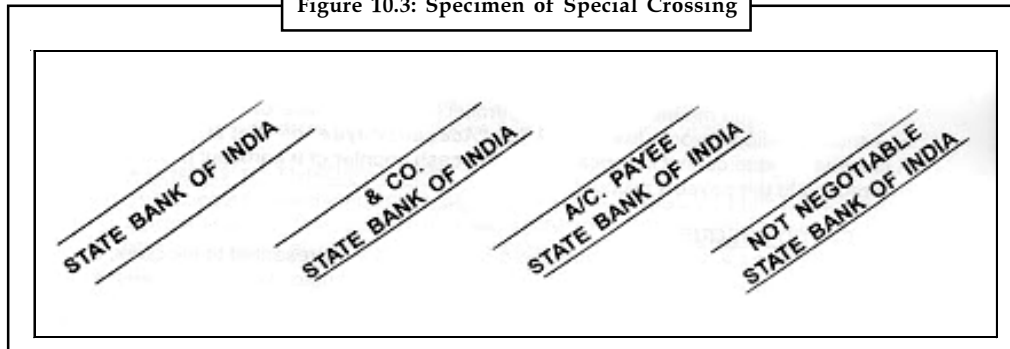 Figure 10.3: Specimen of Special Crossing
STATE BANK OF INDIA
& CO.
STATE BANK OF INDIA
A/C. PAYEE
STATE BANK OF INDIA
NOT NEGOTIABLE
STATE BANK OF INDIA